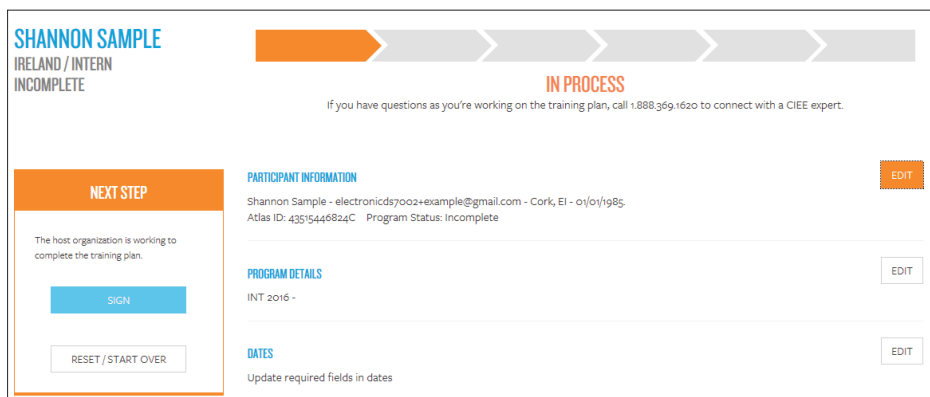 SHANNON SAMPLE
IRELAND / INTERN
INCOMPLETE
IN PROCESS
If you have questions as you're working on the training plan, call 1.888.369.1620 to connect with a CIEE expert.
NEXT STEP
The host organization is working to
complete the training plan.
SIGN
RESET / START OVER
PARTICIPANT INFORMATION
EDIT
Shannon Sample - electronicds7002+example@gmail.com - Cork, EI - 01/01/1985.
Atlas ID: 43515446824C Program Status: Incomplete
PROGRAM DETAILS
EDIT
INT 2016 -
DATES
EDIT
Update required fields in dates